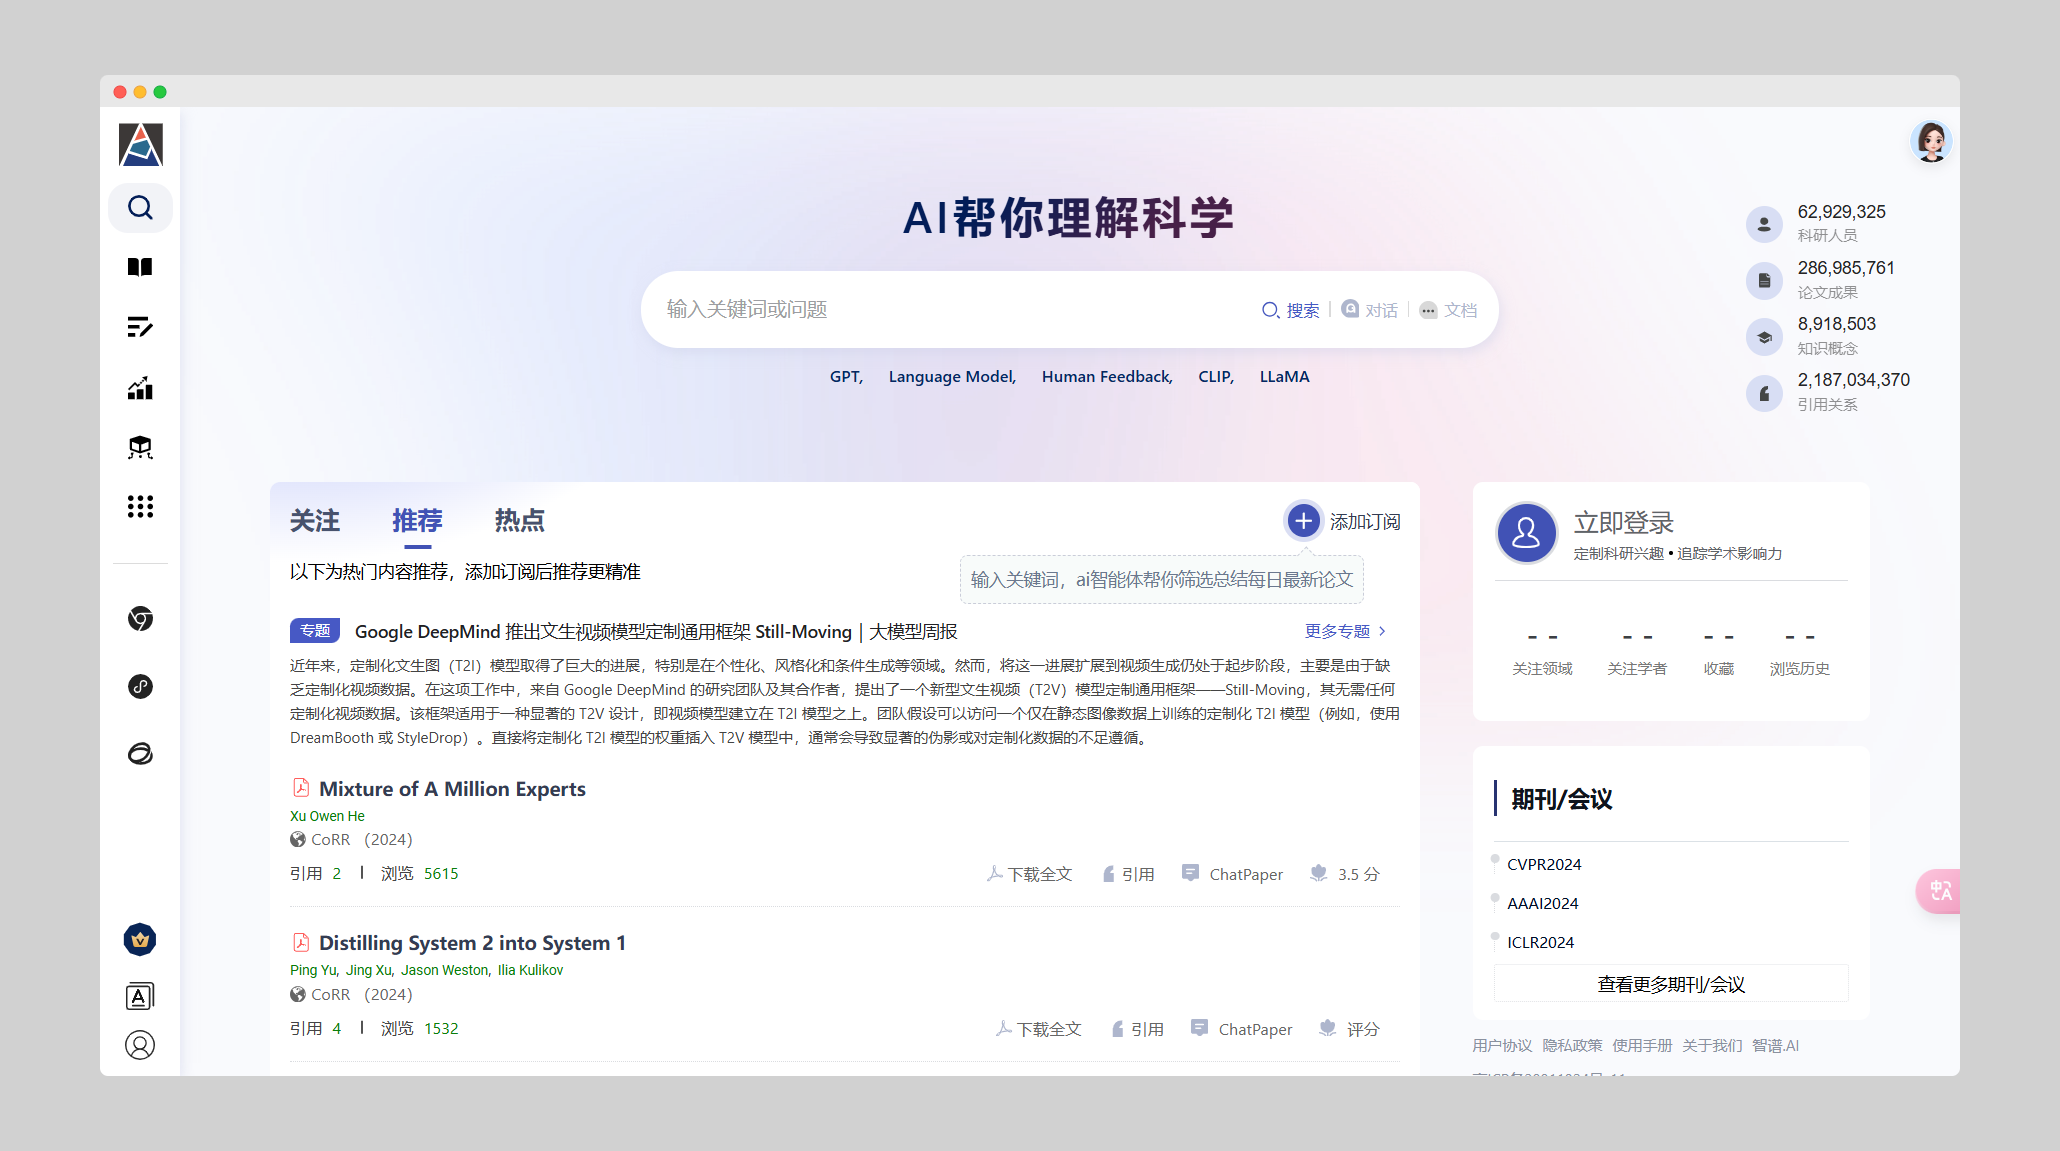 AI帮你理解科学
输入关键词或问题
搜索
对话
文档
GPT, Language Model, Human Feedback, CLIP, LLaMA
62,929,325
科研人员
286,985,761
论文成果
8,918,503
知识概念
2,187,034,370
引用关系
关注 推荐 热点
添加订阅
以下为热门内容推荐，添加订阅后推荐更精准
输入关键词，ai智能体帮你筛选总结每日最新论文
专题 Google DeepMind 推出文生视频模型定制通用框架 Still-Moving | 大模型周报
更多专题
近年来，定制化文生图（T2I）模型取得了巨大的进展，特别是在个性化、风格化和条件生成等领域。然而，将这一进展扩展到视频生成仍处于起步阶段，主要是由于缺
乏定制化视频数据。在这项工作中，来自 Google DeepMind 的研究团队及其合作者，提出了一个新型文生视频（T2V）模型定制通用框架——Still-Moving，其无需任何
定制化视频数据。该框架适用于一种显著的 T2V 设计，即视频模型建立在 T2I 模型之上。团队假设可以访问一个仅在静态图像数据上训练的定制化 T2I 模型（例如，使用
DreamBooth 或 StyleDrop）。直接将定制化 T2I 模型的权重插入 T2V 模型中，通常会导致显著的伪影或对定制化数据的不足遵循。
Mixture of A Million Experts
Xu Owen He
CoRR （2024）
引用 2 | 浏览 5615
下载全文 引用 ChatPaper 3.5 分
Distilling System 2 into System 1
Ping Yu, Jing Xu, Jason Weston, Ilia Kulikov
CoRR （2024）
引用 4 | 浏览 1532
下载全文 引用 ChatPaper 评分
立即登录
定制科研兴趣 • 追踪学术影响力
- - - - - - - -
关注领域 关注学者 收藏 浏览历史
期刊/会议
CVPR2024
AAAI2024
ICLR2024
查看更多期刊/会议
用户协议 隐私政策 使用手册 关于我们 智谱.AI